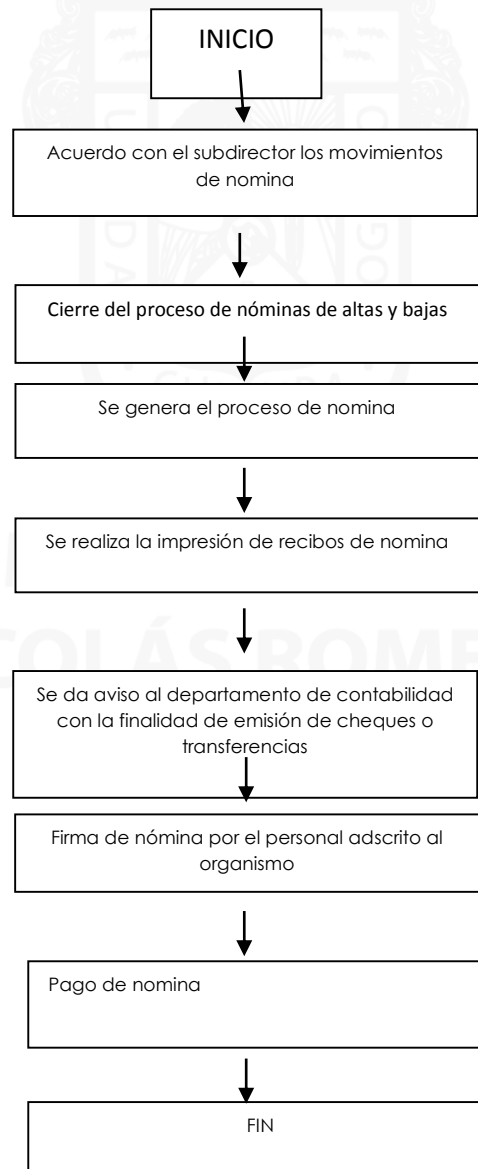 INICIO
Acuerdo con el subdirector los movimientos
de nomina
Cierre del proceso de nóminas de altas y bajas
Se genera el proceso de nomina
Se realiza la impresión de recibos de nomina
COLÁS ROME
Se da aviso al departamento de contabilidad
con la finalidad de emisión de cheques o
transferencias
Firma de nómina por el personal adscrito al
organismo
Pago de nomina
FIN